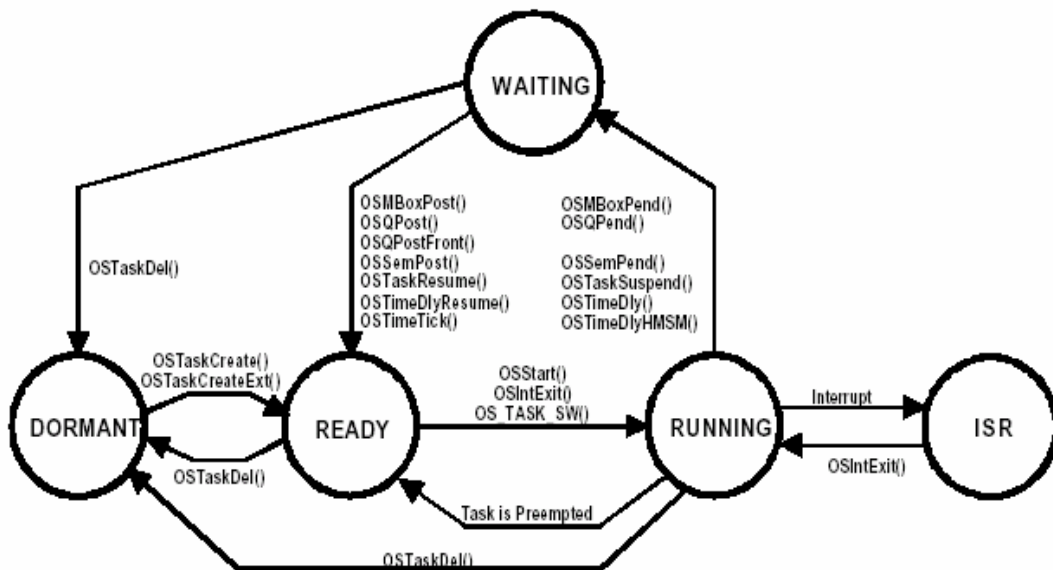 WAITING
OSTaskDel()
OSMBoxPost()
OSQPost()
OSQPostFront()
OSSemPost()
OSTaskResume()
OSTimeDlyResume()
OSTimeTick()
OSMBoxPend()
OSQPend()
OSSemPend()
OSTaskSuspend()
OSTimeDly()
OSTimeDlyHMSM()
OSTaskCreate()
OSTaskCreateExt()
OSStart()
OSIntExit()
OS_TASK_SW()
Interrupt
DORMANT
READY
RUNNING
ISR
OSTaskDel()
OSIntExit()
Task is Preempted
OSTaskDel()